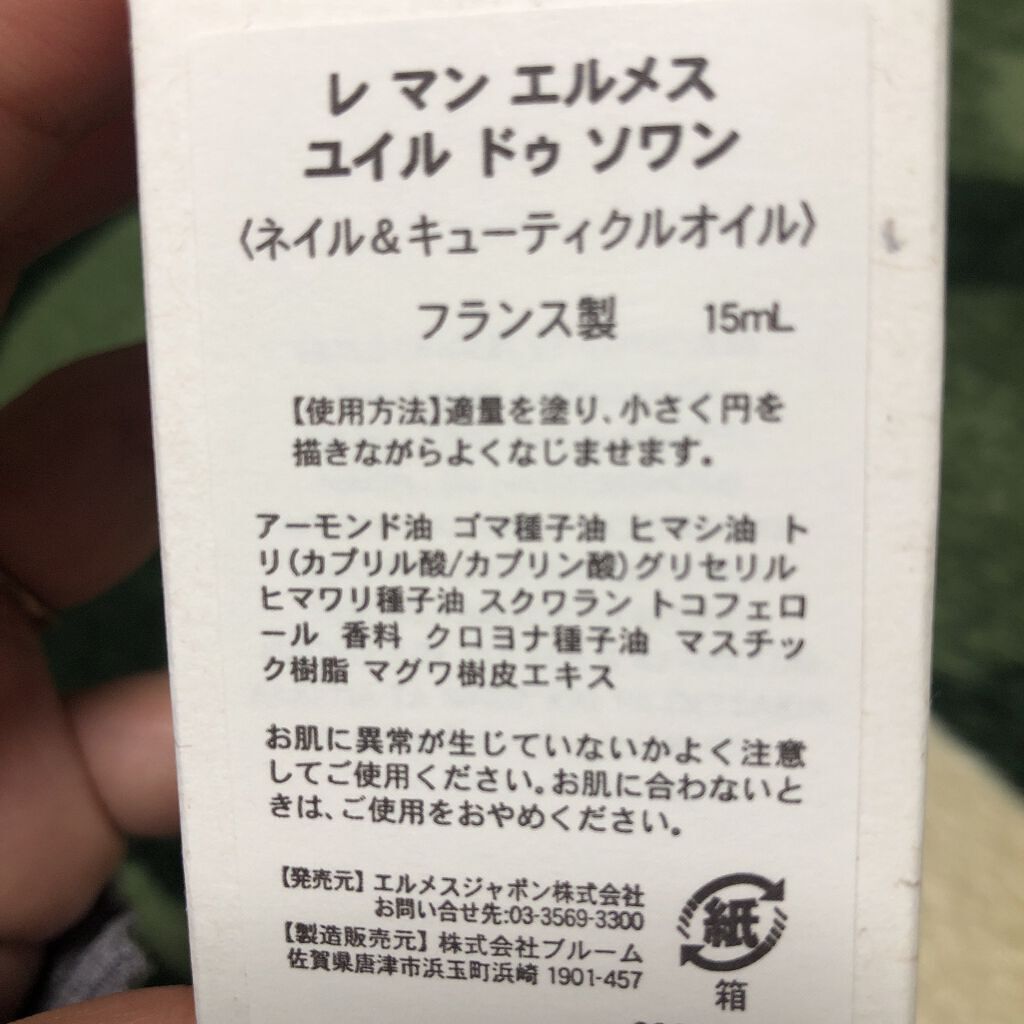 レ マン エルメス
ユイル ドゥ ソワン
〈ネイル&キューティクルオイル〉
フランス製 15mL
【使用方法】適量を塗り、小さく円を
描きながらよくなじませます。
アーモンド油 ゴマ種子油 ヒマシ油 ト
リ(カプリル酸/カプリン酸)グリセリル
ヒマワリ種子油 スクワラン トコフェロ
ール 香料 クロヨナ種子油 マスチッ
ク樹脂 マグワ樹皮エキス
お肌に異常が生じていないかよく注意
してご使用ください。お肌に合わないと
きは、ご使用をおやめください。
【発売元】エルメスジャポン株式会社
お問い合せ先:03-3569-3300
【製造販売元】株式会社ブルーム
佐賀県唐津市浜玉町浜崎 1901-457
紙
箱